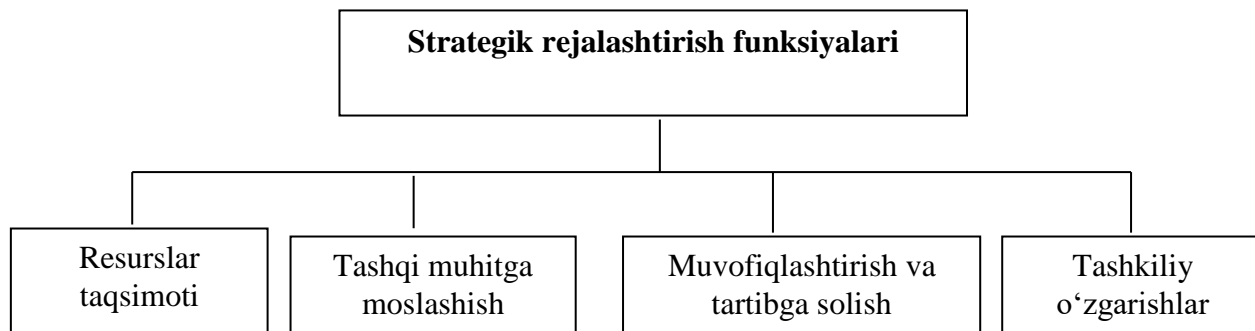 Strategik rejalashtirish funksiyalari
Resurslar
taqsimoti
Tashqi muhitga
moslashish
Muvofiqlashtirish va
tartibga solish
Tashkiliy
o‘zgarishlar